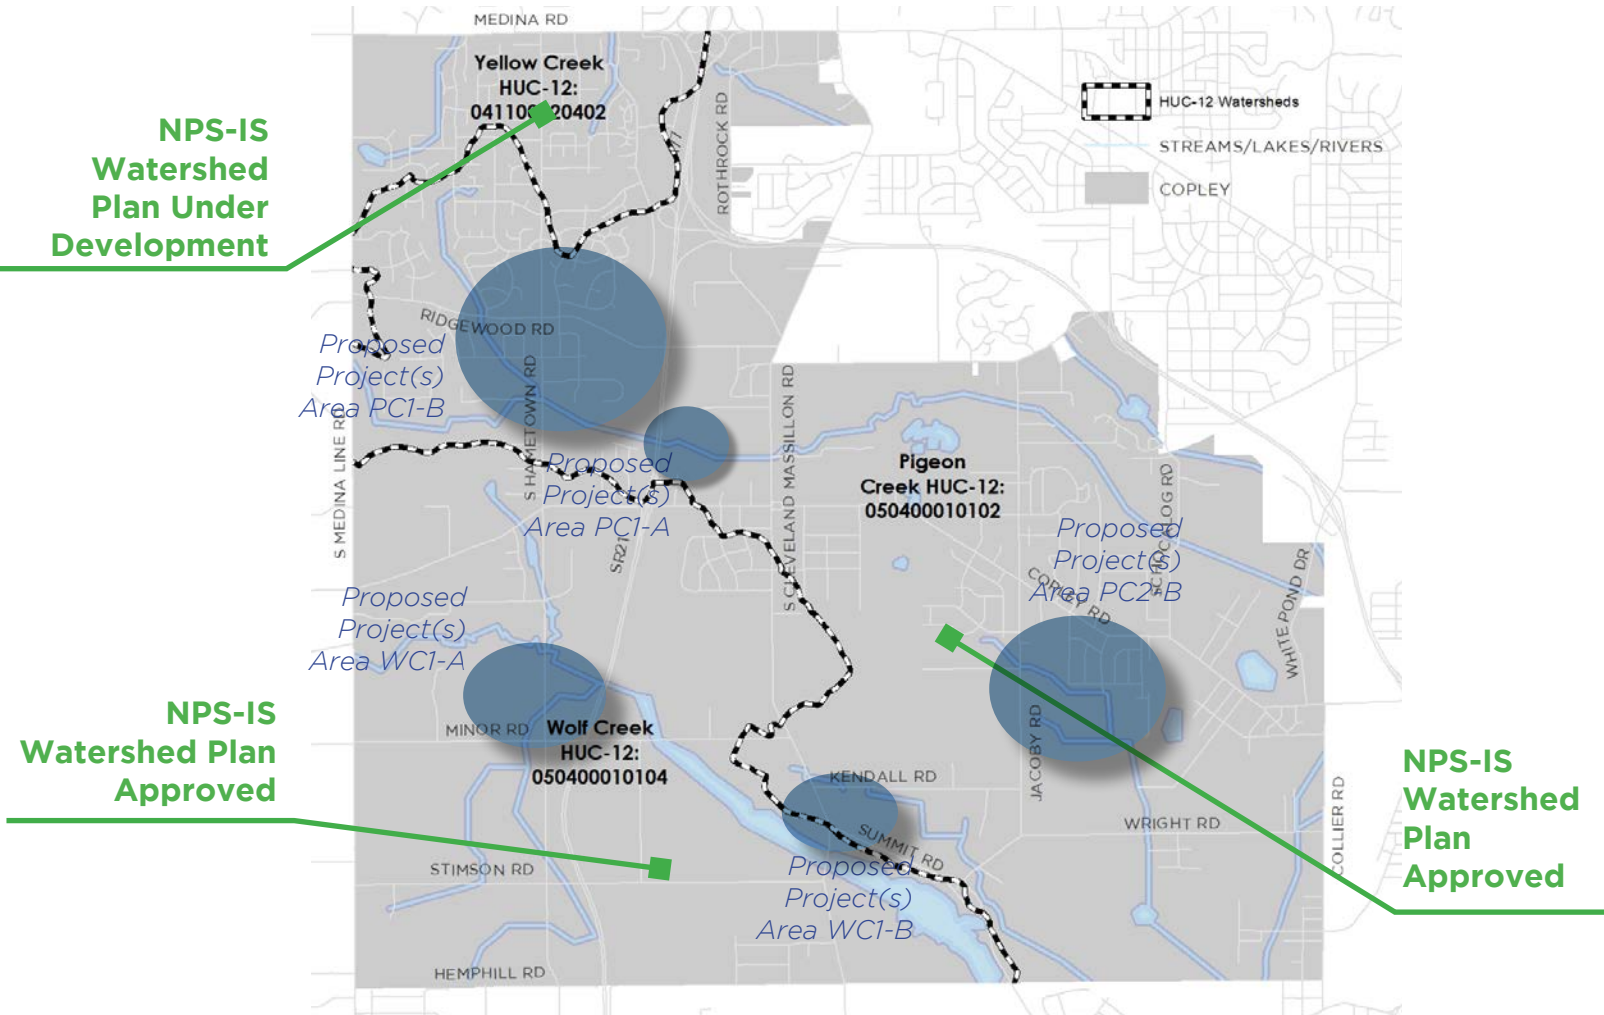 MEDINA RD
Yellow Creek
HUC-12:
NPS-IS
Watershed
Plan Under
Development
ROTHROCK RD
I77
HUC-12 Watersheds
STREAMS/LAKES/RIVERS
COPLEY
RIDGEWOOD RD
Proposed
Project(s)
Area PC1-B
S MEDINA LINE RD
S HAMETOWN RD
S CLEVELAND MASSILLON RD
Proposed
Project(s)
Area PC1-A
SR21
Pigeon
Creek HUC-12:
050400010102
Proposed
Project(s)
Area PC2-B
COPLEY RD
WHITE POND DR
Proposed
Project(s)
Area WC1-A
NPS-IS
Watershed Plan
Approved
MINOR RD
Wolf Creek
HUC-12:
050400010104
JACOBY RD
KENDALL RD
SUMMIT RD
WRIGHT RD
COLLIER RD
NPS-IS
Watershed
Plan
Approved
STIMSON RD
Proposed
Project(s)
Area WC1-B
HEMPHILL RD